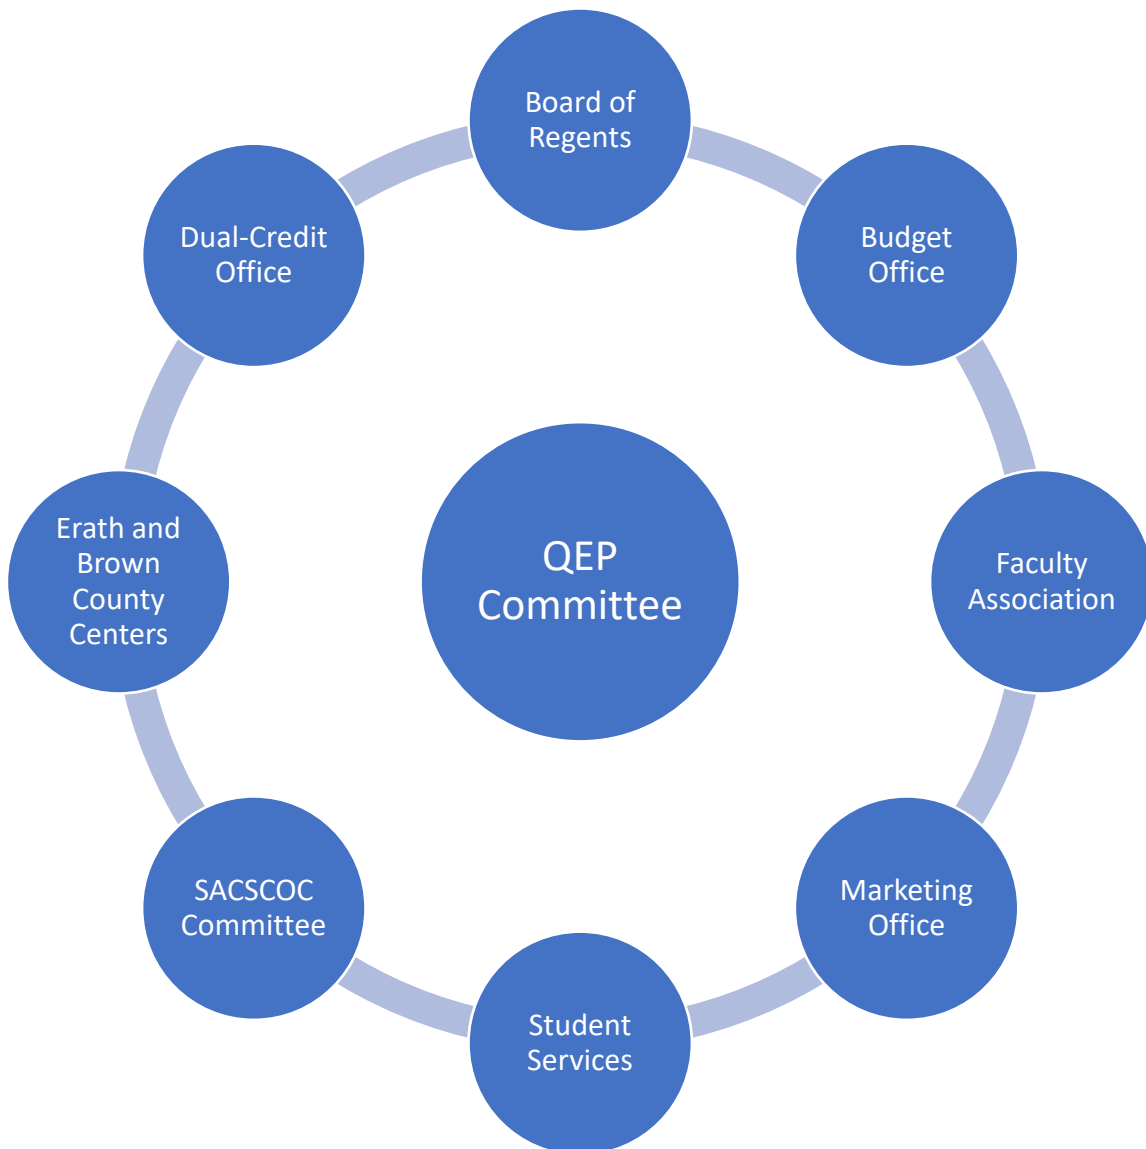 Board of
Regents
Budget
Office
Faculty
Association
Marketing
Office
Student
Services
SACSCOC
Committee
Erath and
Brown
County
Centers
Dual-Credit
Office
QEP
Committee